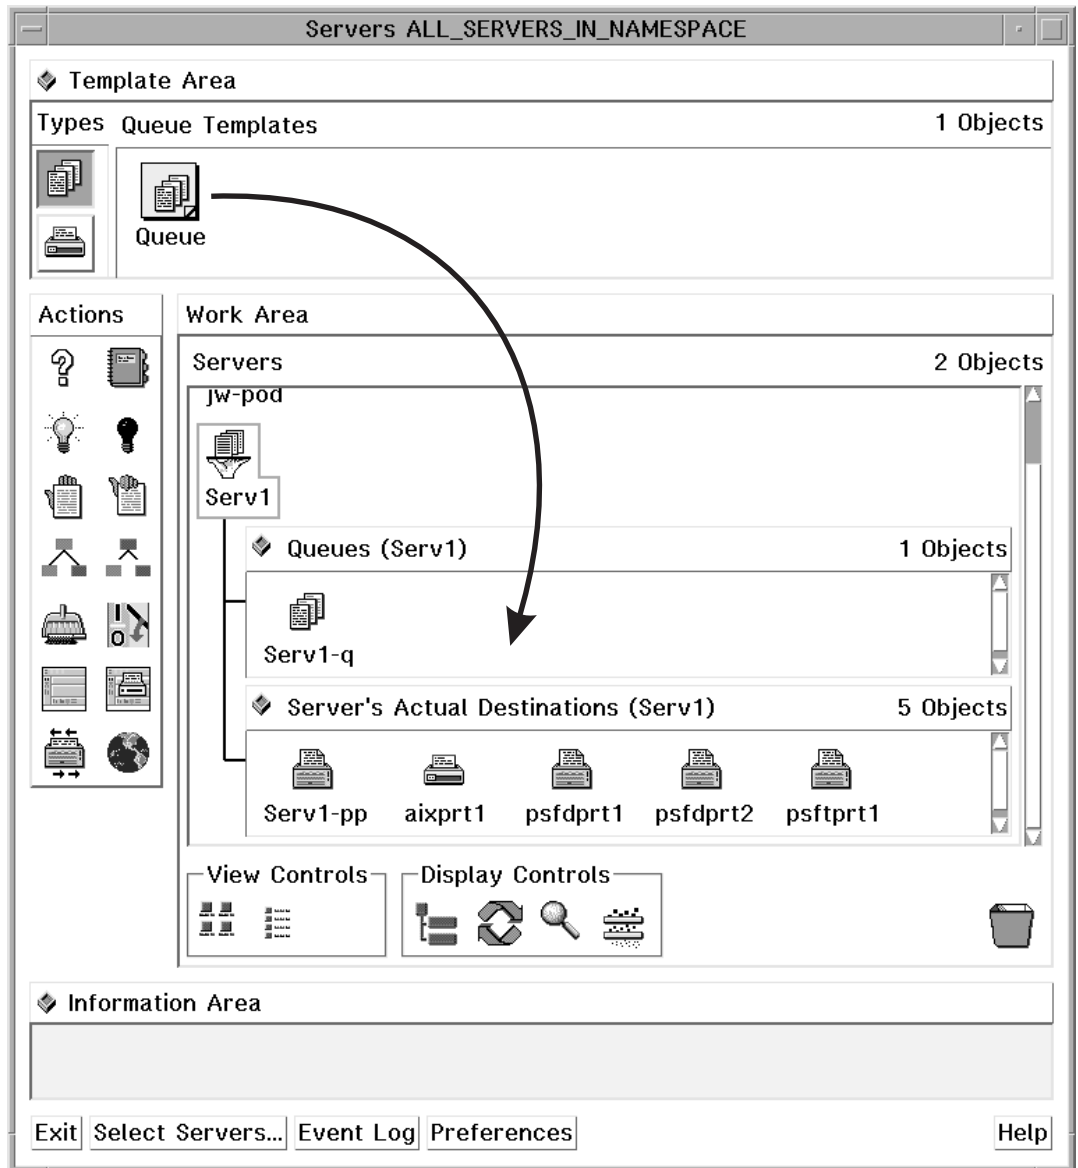 Servers ALL_SERVERS_IN_NAMESPACE
Template Area
Types Queue Templates 1 Objects
Queue
Actions
Work Area
Servers 2 Objects
jw-pod
Serv1
Queues (Serv1) 1 Objects
Serv1-q
Server's Actual Destinations (Serv1) 5 Objects
Serv1-pp aixprt1 psfdprt1 psfdprt2 psftprt1
View Controls Display Controls
Information Area
Exit Select Servers... Event Log Preferences Help